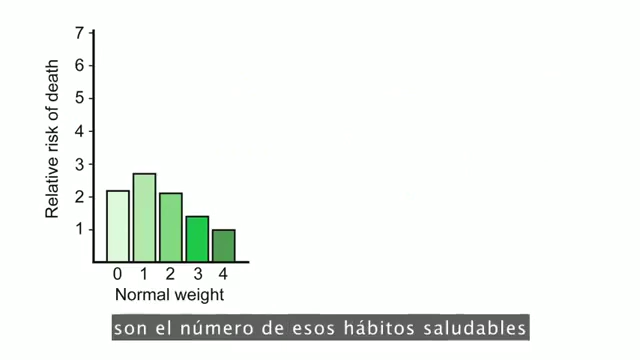 7
6
5
4
3
2
1
Relative risk of death
0 1 2 3 4
Normal weight
son el número de esos hábitos saludables